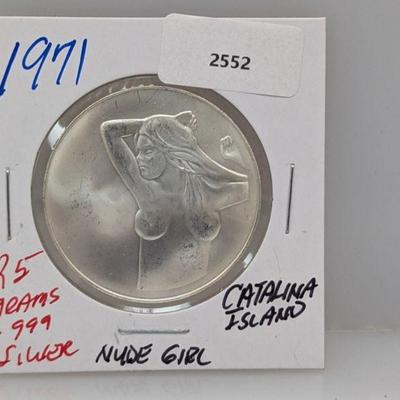 1971
2552
25
GRAMS
.999
SILVER
NUDE GIRL
CATALINA
ISLAND